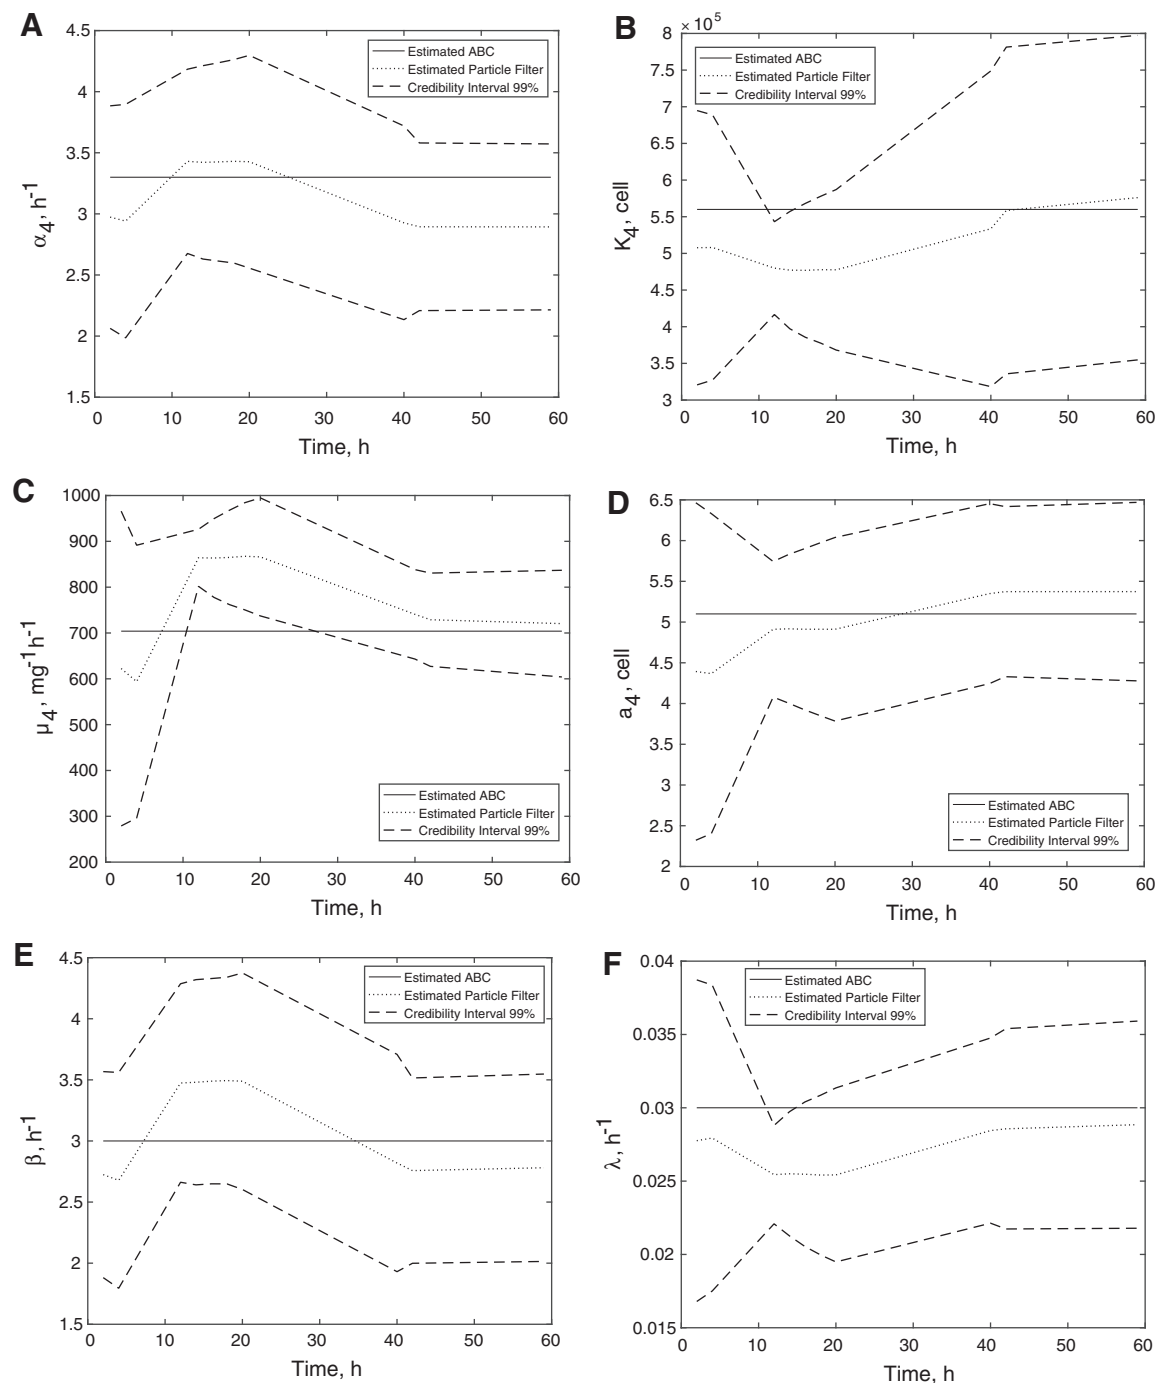 A
4.5
4
3.5
3
2.5
2
1.5
α4, h-1
Estimated ABC
Estimated Particle Filter
Credibility Interval 99%
0 10 20 30 40 50 60
Time, h
B
× 10 5
8
7.5
7
6.5
6
5.5
5
4.5
4
3.5
3
K4, cell
Estimated ABC
Estimated Particle Filter
Credibility Interval 99%
0 10 20 30 40 50 60
Time, h
C
1000
900
800
700
600
500
400
300
200
μ4, mg-1h-1
Estimated ABC
Estimated Particle Filter
Credibility Interval 99%
0 10 20 30 40 50 60
Time, h
D
6.5
6
5.5
5
4.5
4
3.5
3
2.5
2
a4, cell
Estimated ABC
Estimated Particle Filter
Credibility Interval 99%
0 10 20 30 40 50 60
Time, h
E
4.5
4
3.5
3
2.5
2
1.5
β, h-1
Estimated ABC
Estimated Particle Filter
Credibility Interval 99%
0 10 20 30 40 50 60
Time, h
F
0.04
0.035
0.03
0.025
0.02
0.015
λ, h-1
Estimated ABC
Estimated Particle Filter
Credibility Interval 99%
0 10 20 30 40 50 60
Time, h